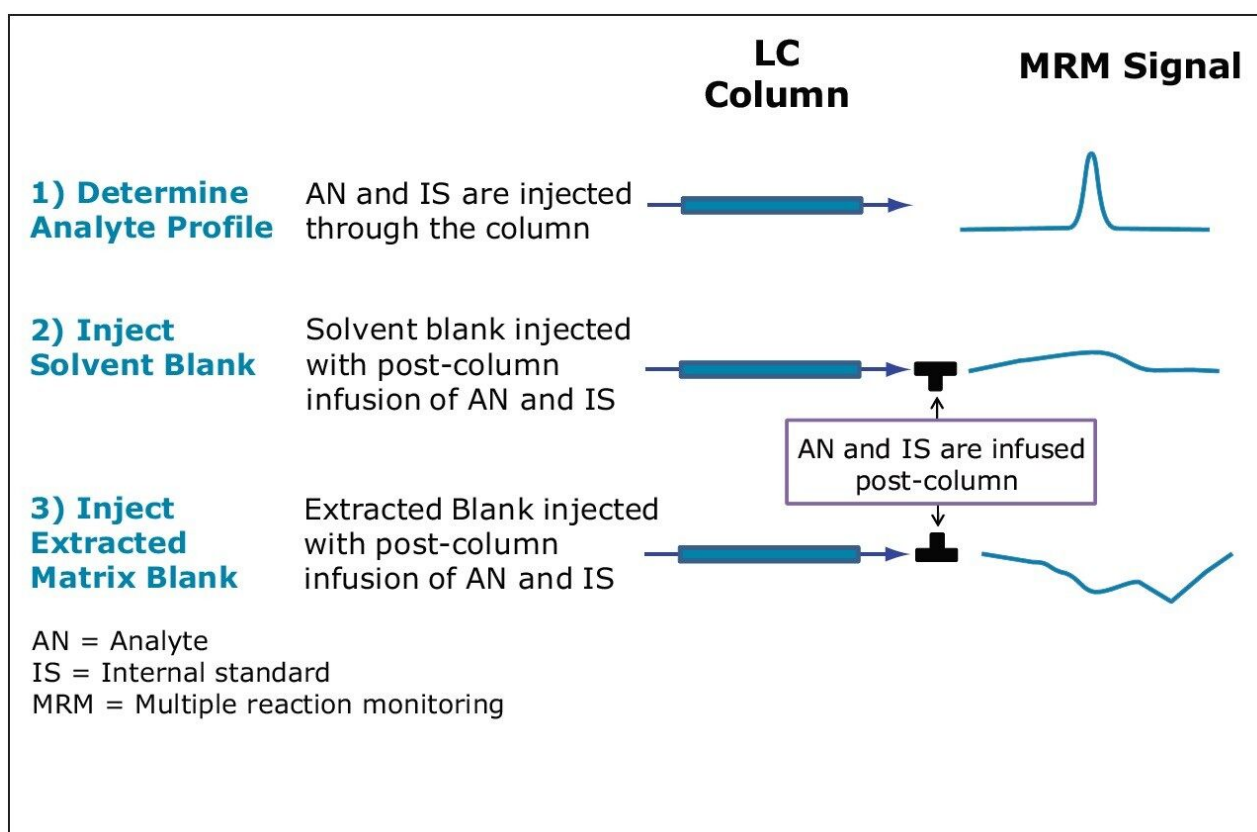 LC
Column
MRM Signal
1) Determine
Analyte Profile
AN and IS are injected
through the column
2) Inject
Solvent Blank
Solvent blank injected
with post-column
infusion of AN and IS
AN and IS are infused
post-column
3) Inject
Extracted
Matrix Blank
Extracted Blank injected
with post-column
infusion of AN and IS
AN = Analyte
IS = Internal standard
MRM = Multiple reaction monitoring